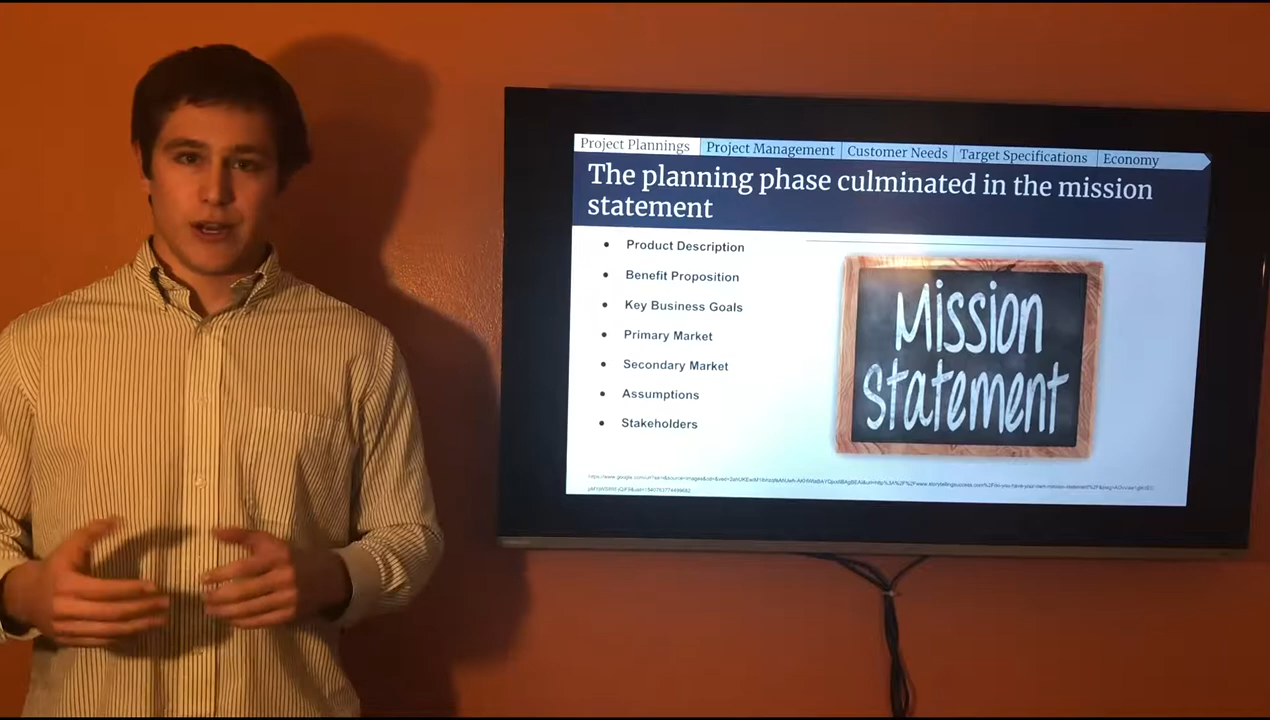 Project Plannings
Project Management
Customer Needs
Target Specifications
Economy
The planning phase culminated in the mission
statement
Product Description
Benefit Proposition
Key Business Goals
Primary Market
Secondary Market
Assumptions
Stakeholders
Mission
Statement